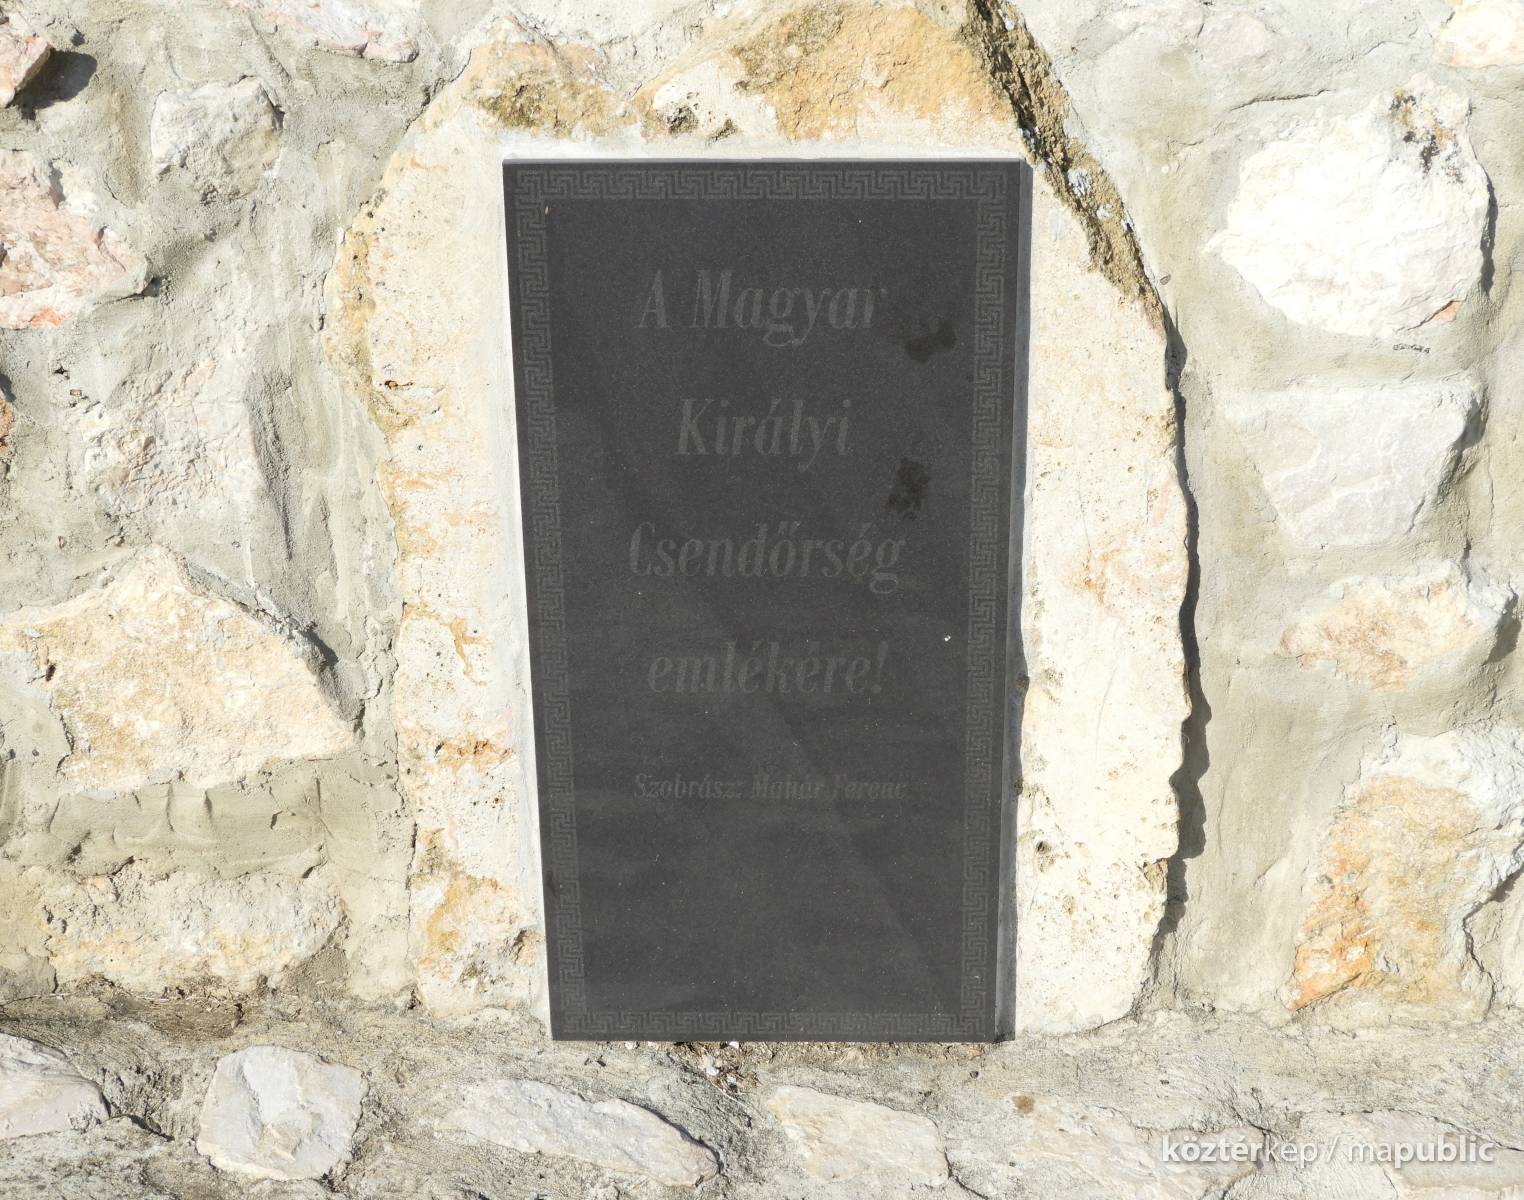 A Magyar
Királyi
Csendőrség
emlékére!
Szobrász: Mahár Ferenc
köztérkép / mapublic